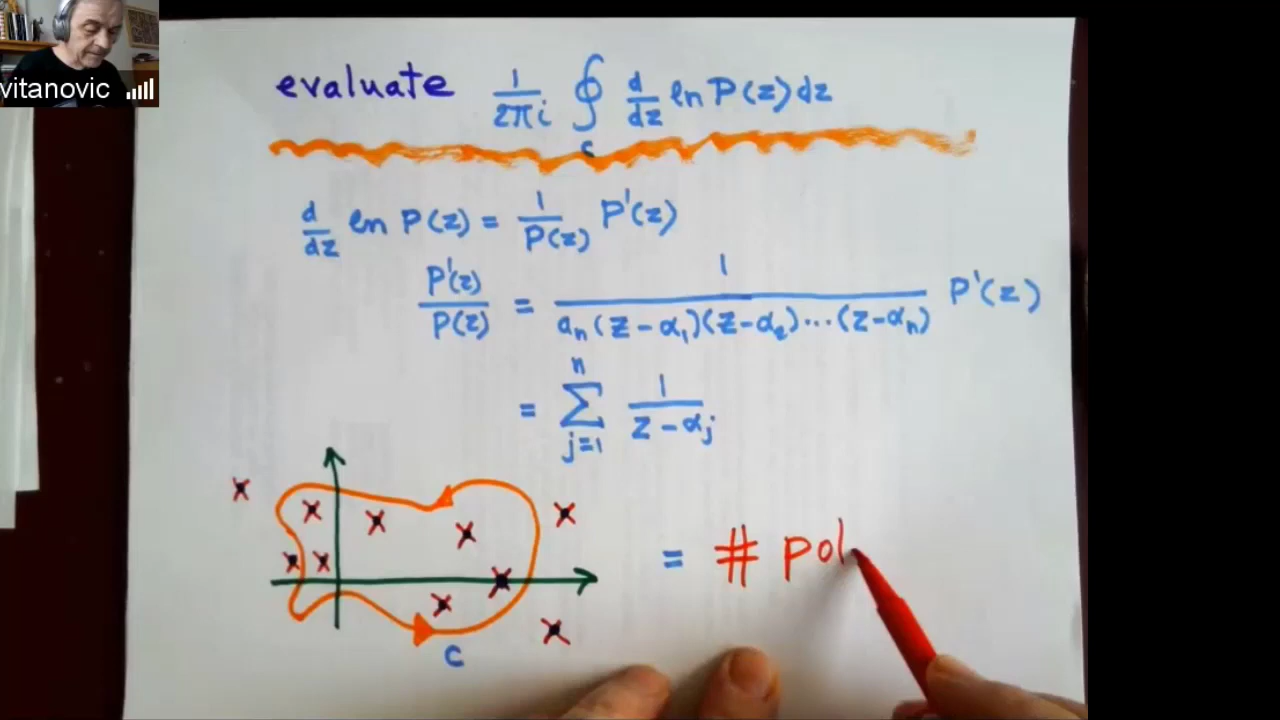 vitanovic
evaluate 1/2πi ∮_C d/dz ln P(z) dz
d/dz ln P(z) = 1/P(z) P'(z)
P'(z)/P(z) = 1/(aₙ(z-α₁)(z-α₂)⋯(z-αₙ)) P'(z)
= ∑_{j=1}^{n} 1/(z-αⱼ)
= # pol
C